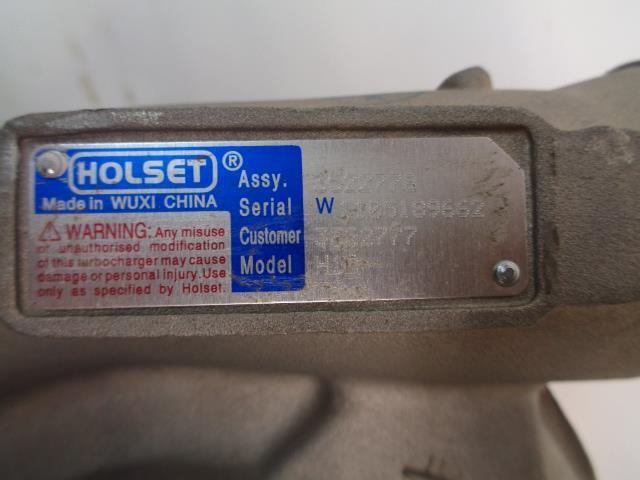 HOLSET ®
Made in WUXI CHINA
WARNING: Any misuse
or unauthorised modification
of this turbocharger may cause
damage or personal injury. Use
only as specified by Holset.
Assy.
Serial W
Customer
Model